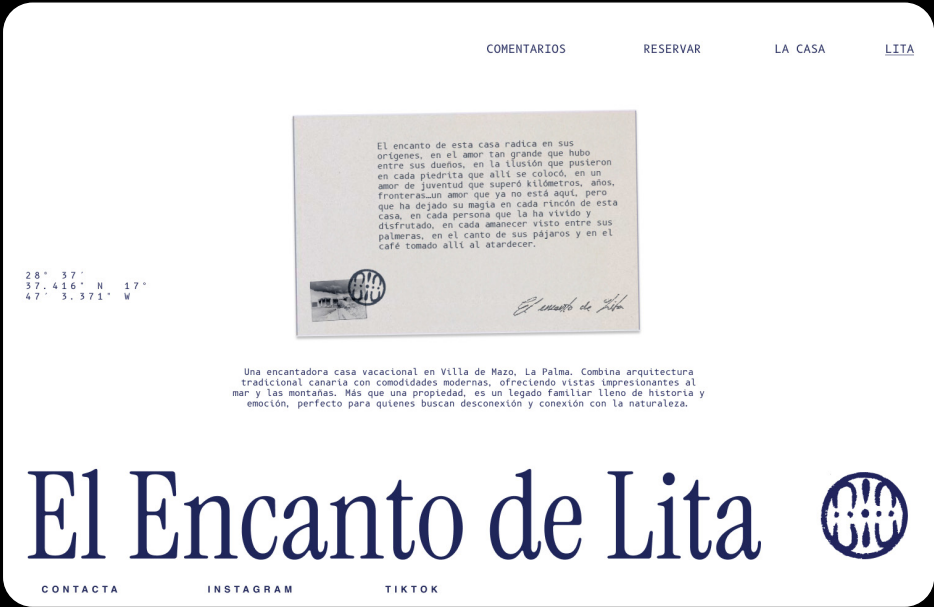 COMENTARIOS RESERVAR LA CASA LITA
El encanto de esta casa radica en sus
orígenes, en el amor tan grande que hubo
entre sus dueños, en la ilusión que pusieron
en cada piedrita que allí se colocó, en un
amor de juventud que superó kilómetros, años,
fronteras…un amor que ya no está aquí, pero
que ha dejado su magia en cada rincón de esta
casa, en cada persona que la ha vivido y
disfrutado, en cada amanecer visto entre sus
palmeras, en el canto de sus pájaros y en el
café tomado allí al atardecer.
El encanto de Lita
28° 37′
37.416″ N 17°
47′ 3.371″ W
Una encantadora casa vacacional en Villa de Mazo, La Palma. Combina arquitectura
tradicional canaria con comodidades modernas, ofreciendo vistas impresionantes al
mar y las montañas. Más que una propiedad, es un legado familiar lleno de historia y
emoción, perfecto para quienes buscan desconexión y conexión con la naturaleza.
El Encanto de Lita
CONTACTA INSTAGRAM TIKTOK